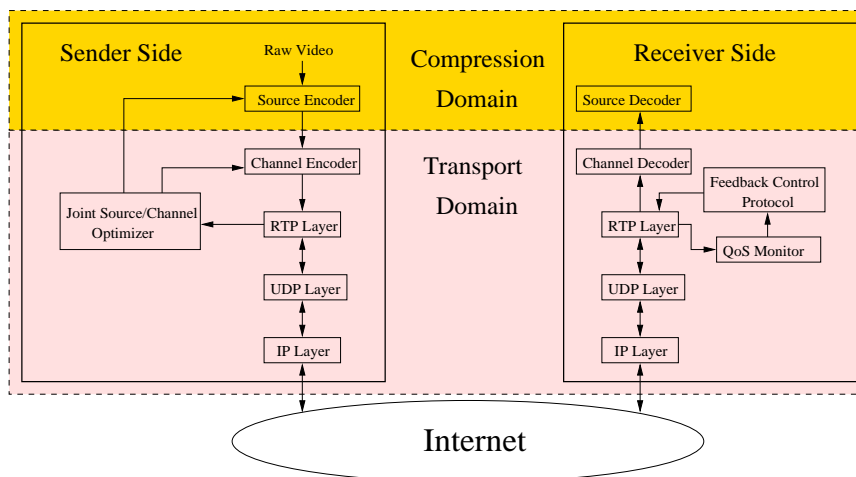 Sender Side
Raw Video
Source Encoder
Channel Encoder
Joint Source/Channel
Optimizer
RTP Layer
UDP Layer
IP Layer
Compression
Domain
Transport
Domain
Receiver Side
Source Decoder
Channel Decoder
Feedback Control
Protocol
RTP Layer
QoS Monitor
UDP Layer
IP Layer
Internet